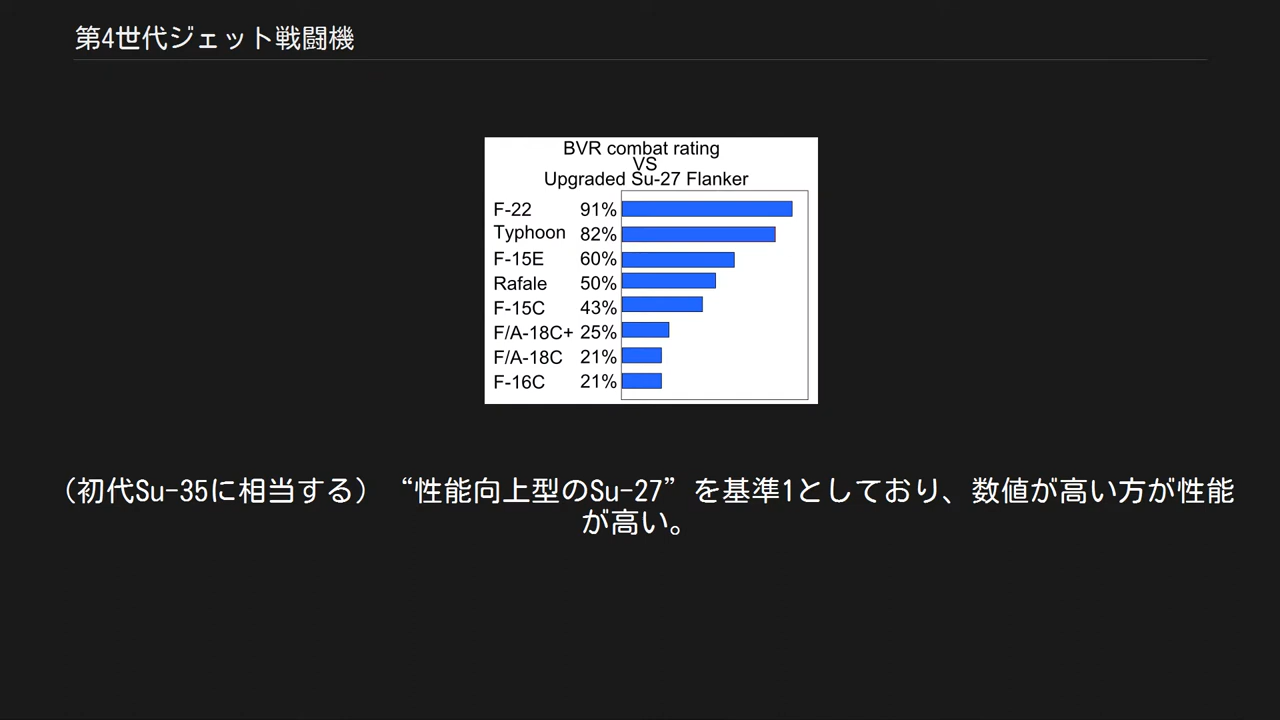 第4世代ジェット戦闘機
BVR combat rating
VS
Upgraded Su-27 Flanker
F-22 91%
Typhoon 82%
F-15E 60%
Rafale 50%
F-15C 43%
F/A-18C+ 25%
F/A-18C 21%
F-16C 21%
（初代Su-35に相当する）“性能向上型のSu-27”を基準1としており、数値が高い方が性能
が高い。